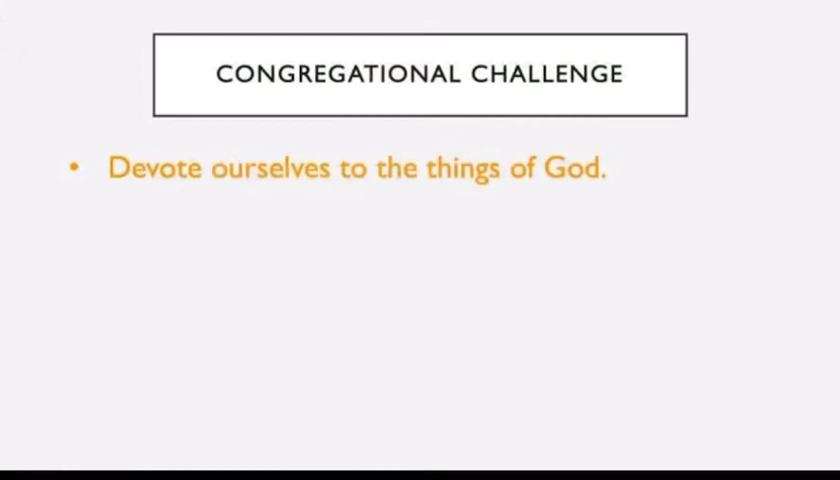 CONGREGATIONAL CHALLENGE
• Devote ourselves to the things of God.